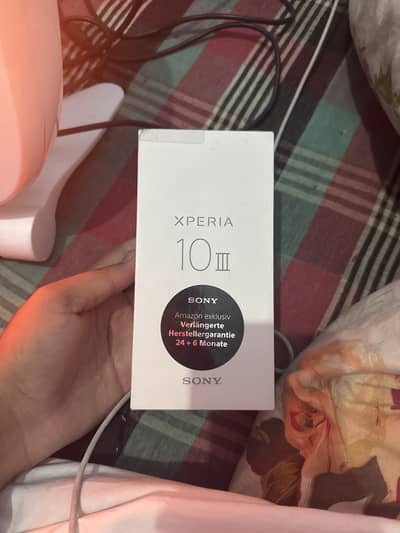 XPERIA
10 III
SONY
Amazon exklusiv
Verlängerte
Herstellergarantie
24 + 6 Monate
SONY